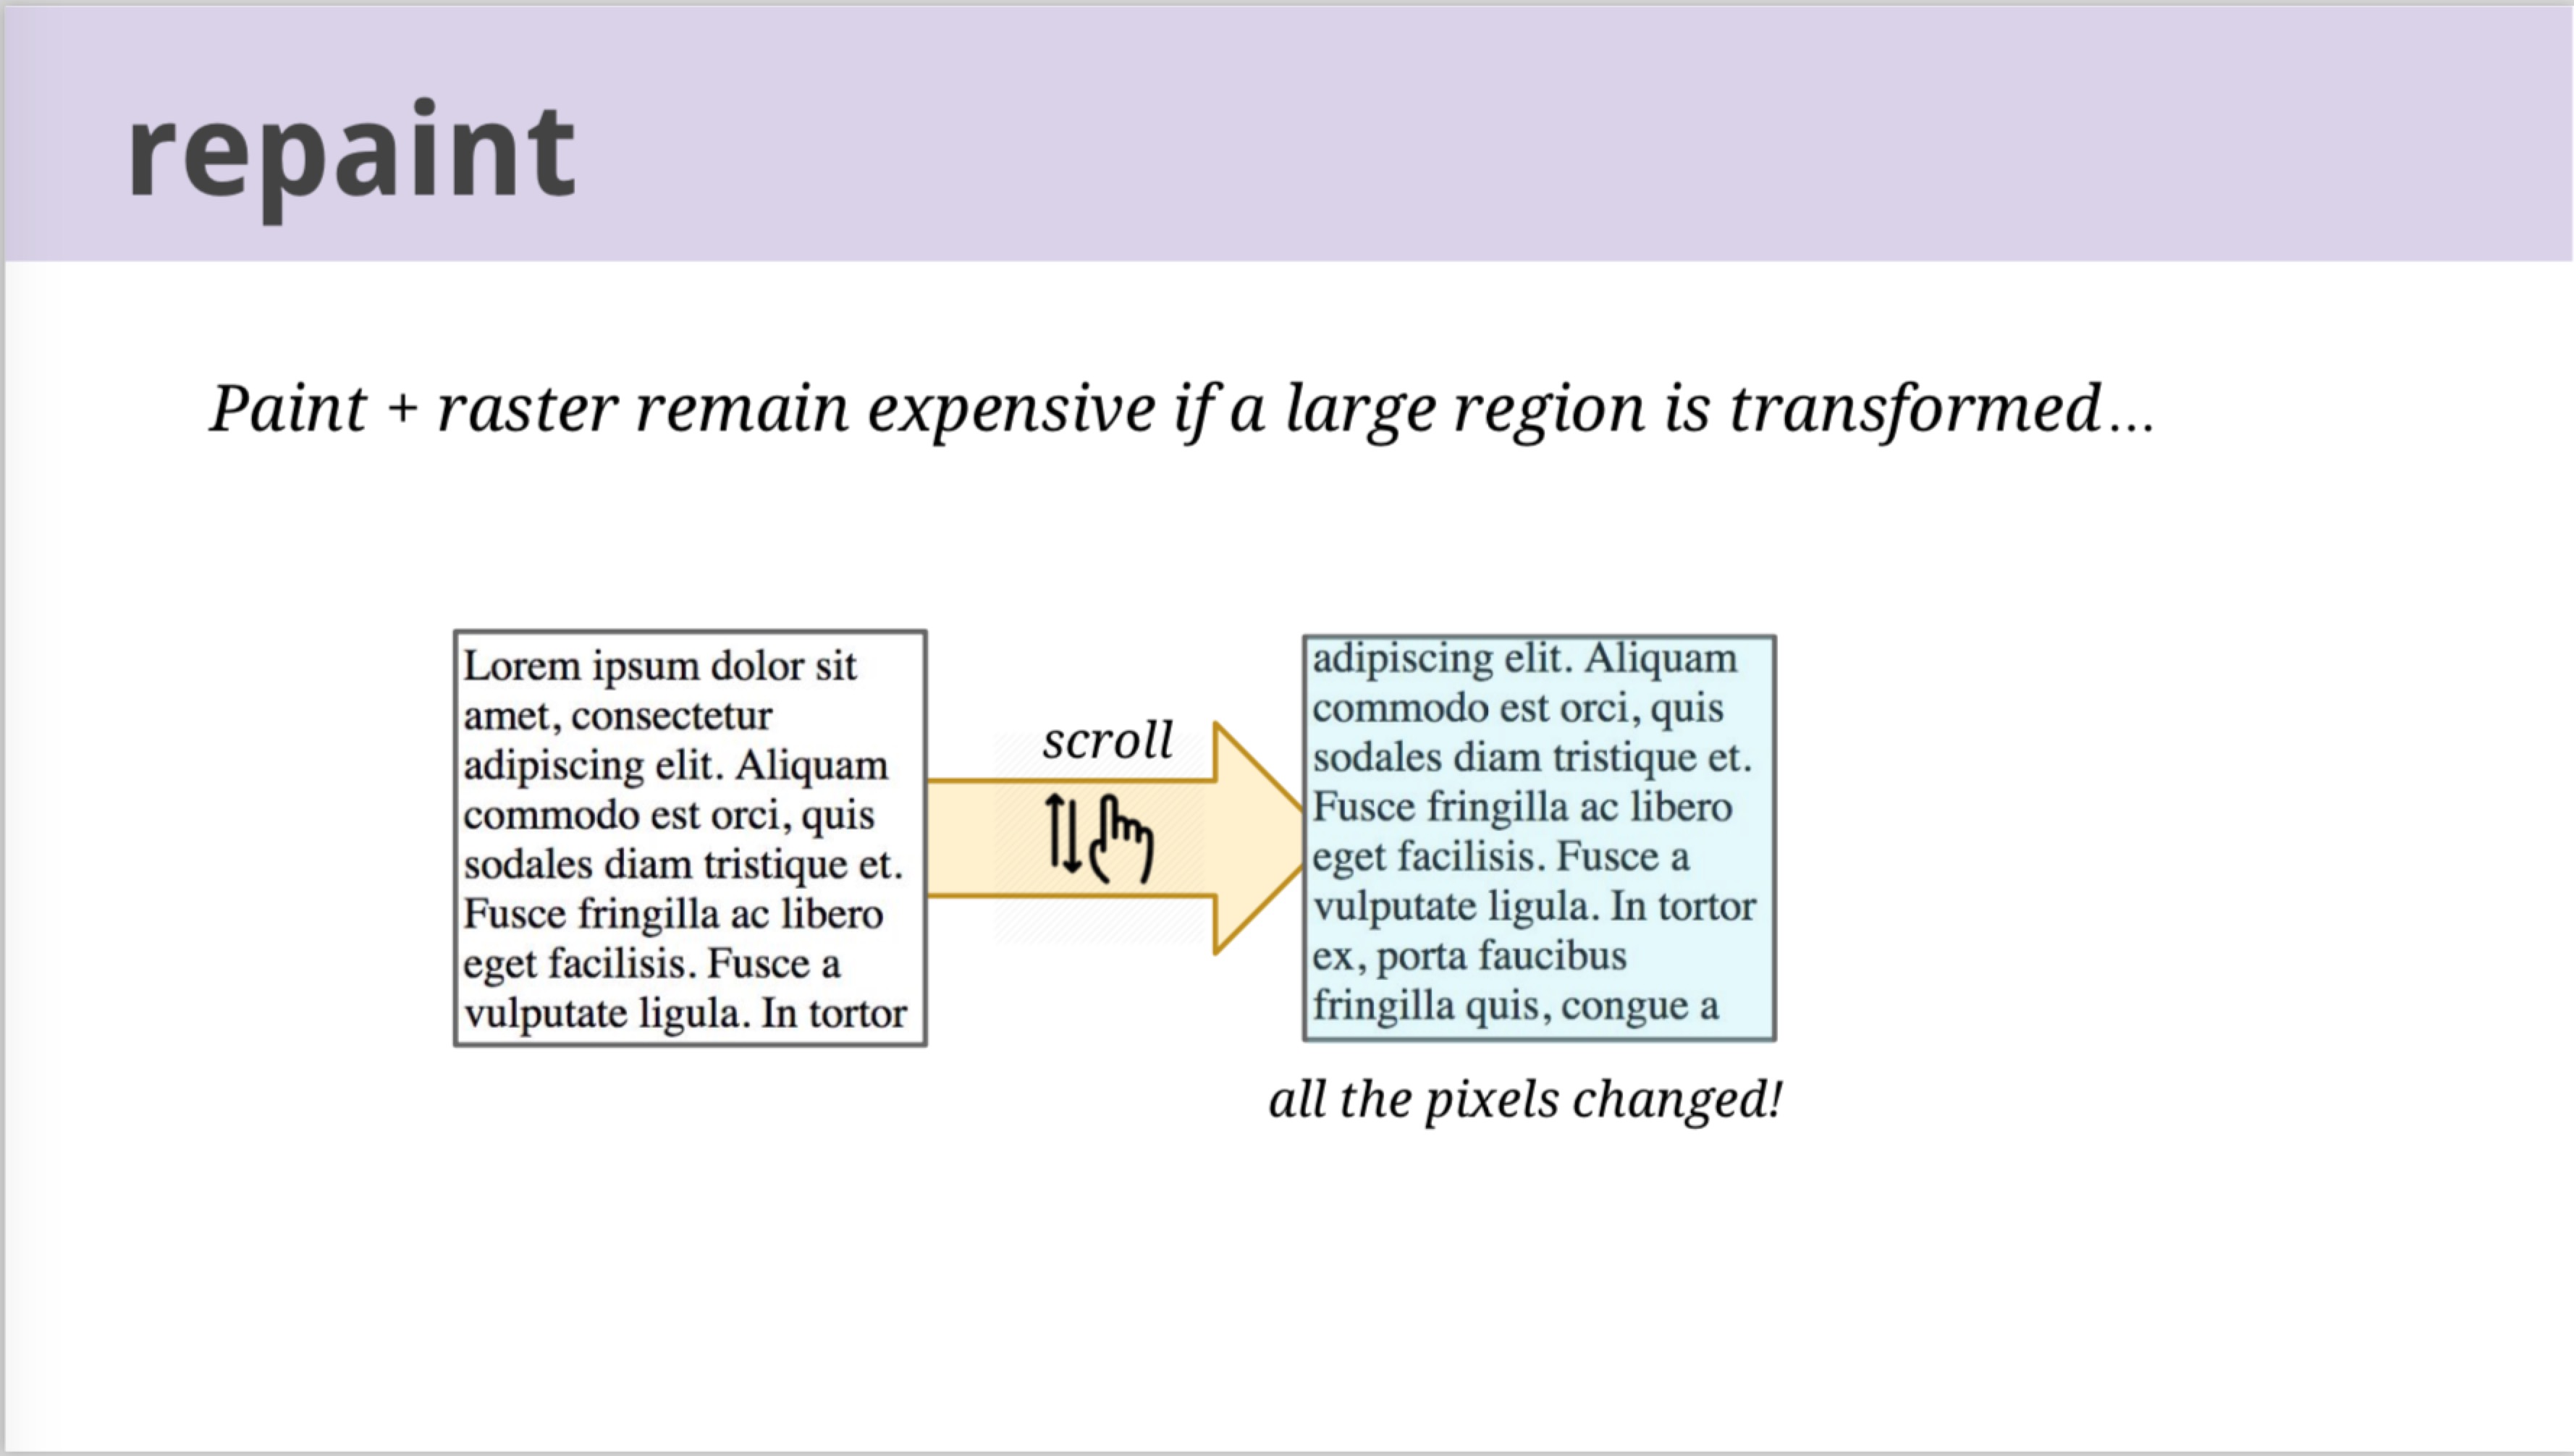 repaint
Paint + raster remain expensive if a large region is transformed…
Lorem ipsum dolor sit
amet, consectetur
adipiscing elit. Aliquam
commodo est orci, quis
sodales diam tristique et.
Fusce fringilla ac libero
eget facilisis. Fusce a
vulputate ligula. In tortor
scroll
adipiscing elit. Aliquam
commodo est orci, quis
sodales diam tristique et.
Fusce fringilla ac libero
eget facilisis. Fusce a
vulputate ligula. In tortor
ex, porta faucibus
fringilla quis, congue a
all the pixels changed!